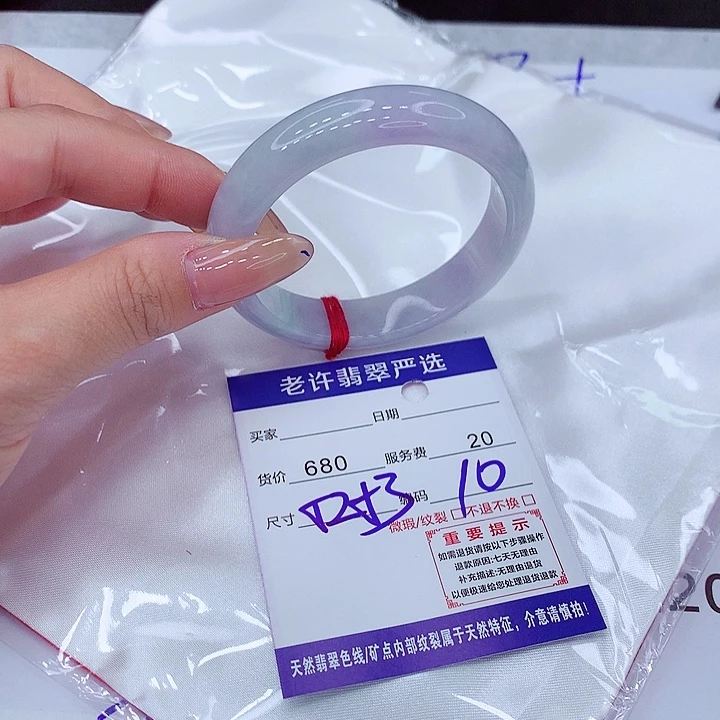 老许翡翠严选
买家 日期
货价 680 服务费 20
尺寸 编码 10
微瑕/纹裂 □不退不换 □
重要提示
如需退货请按以下步骤操作
退款原因:七天无理由
补充描述:无理由退货
以便极速给您处理退货退款
天然翡翠色线/矿点内部纹裂属于天然特征，介意请慎拍!